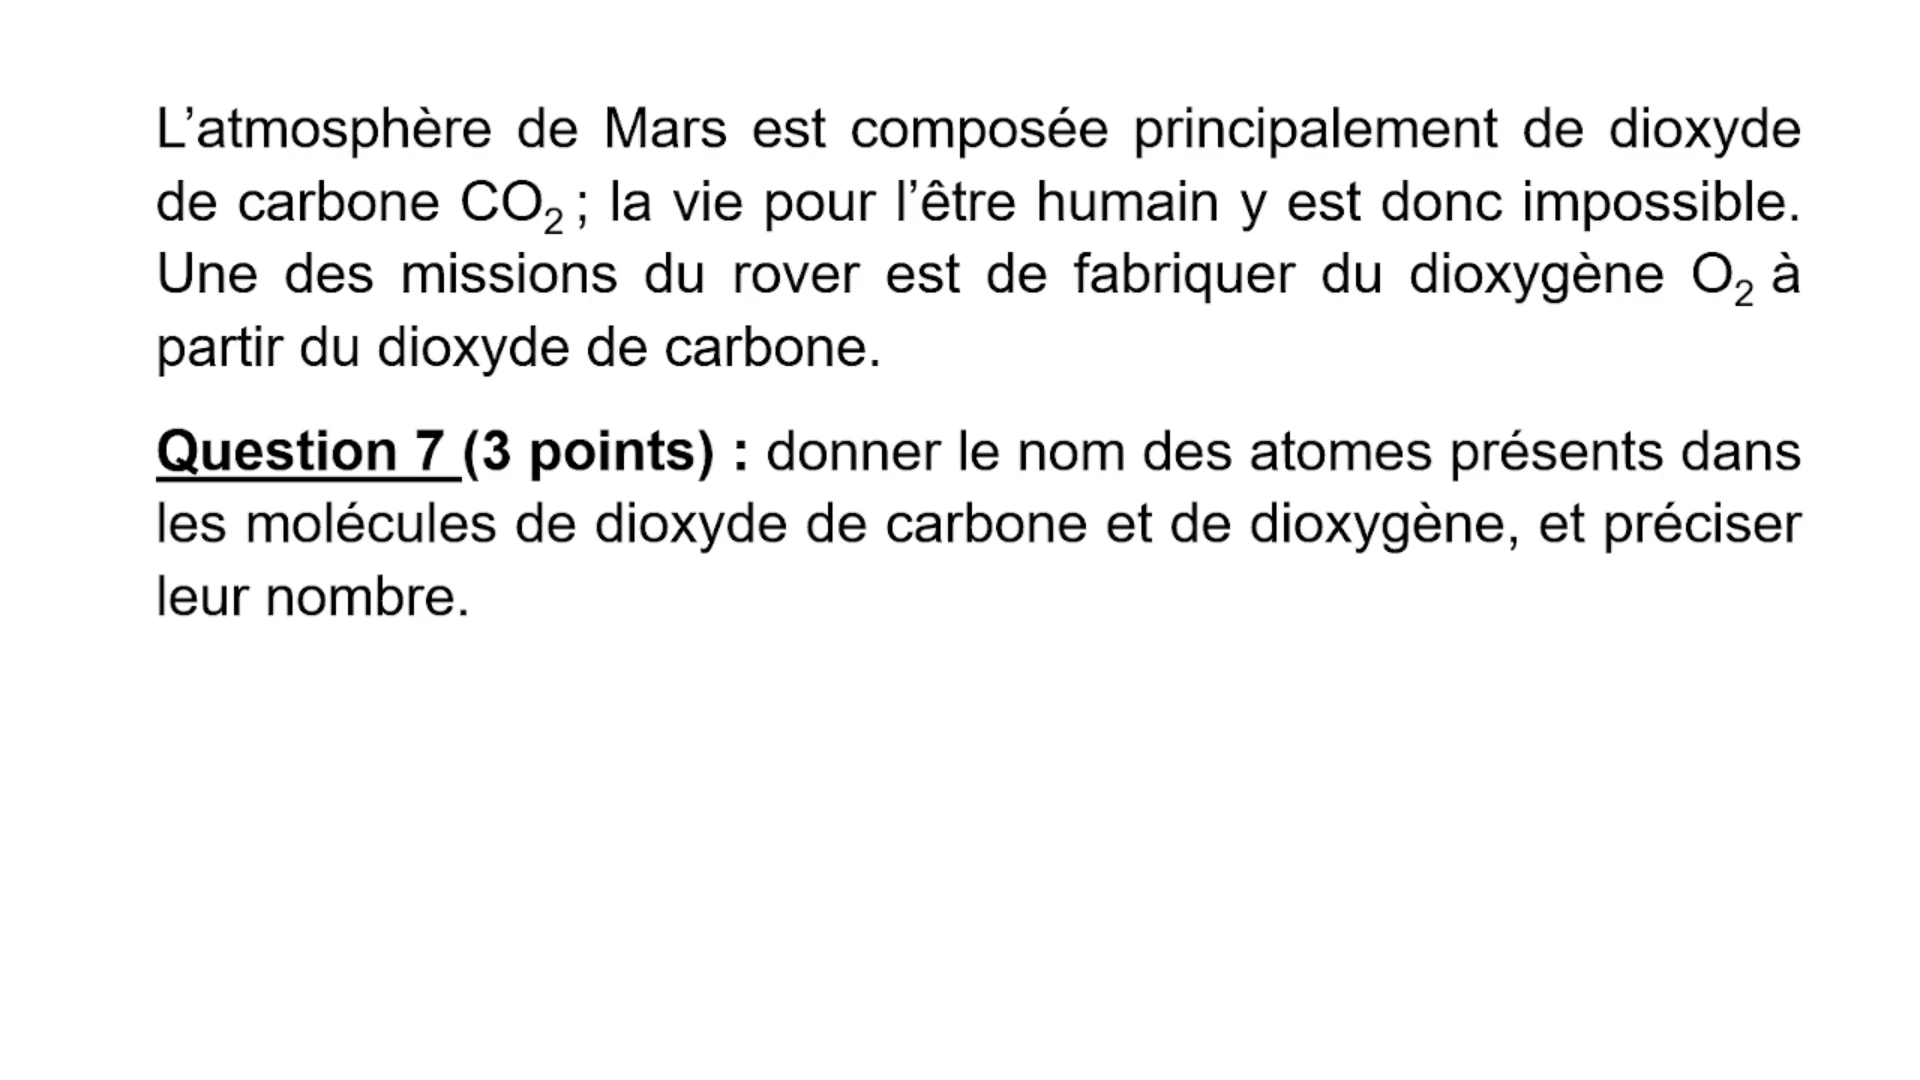 L’atmosphère de Mars est composée principalement de dioxyde
de carbone CO₂ ; la vie pour l’être humain y est donc impossible.
Une des missions du rover est de fabriquer du dioxygène O₂ à
partir du dioxyde de carbone.
Question 7 (3 points) : donner le nom des atomes présents dans
les molécules de dioxyde de carbone et de dioxygène, et préciser
leur nombre.